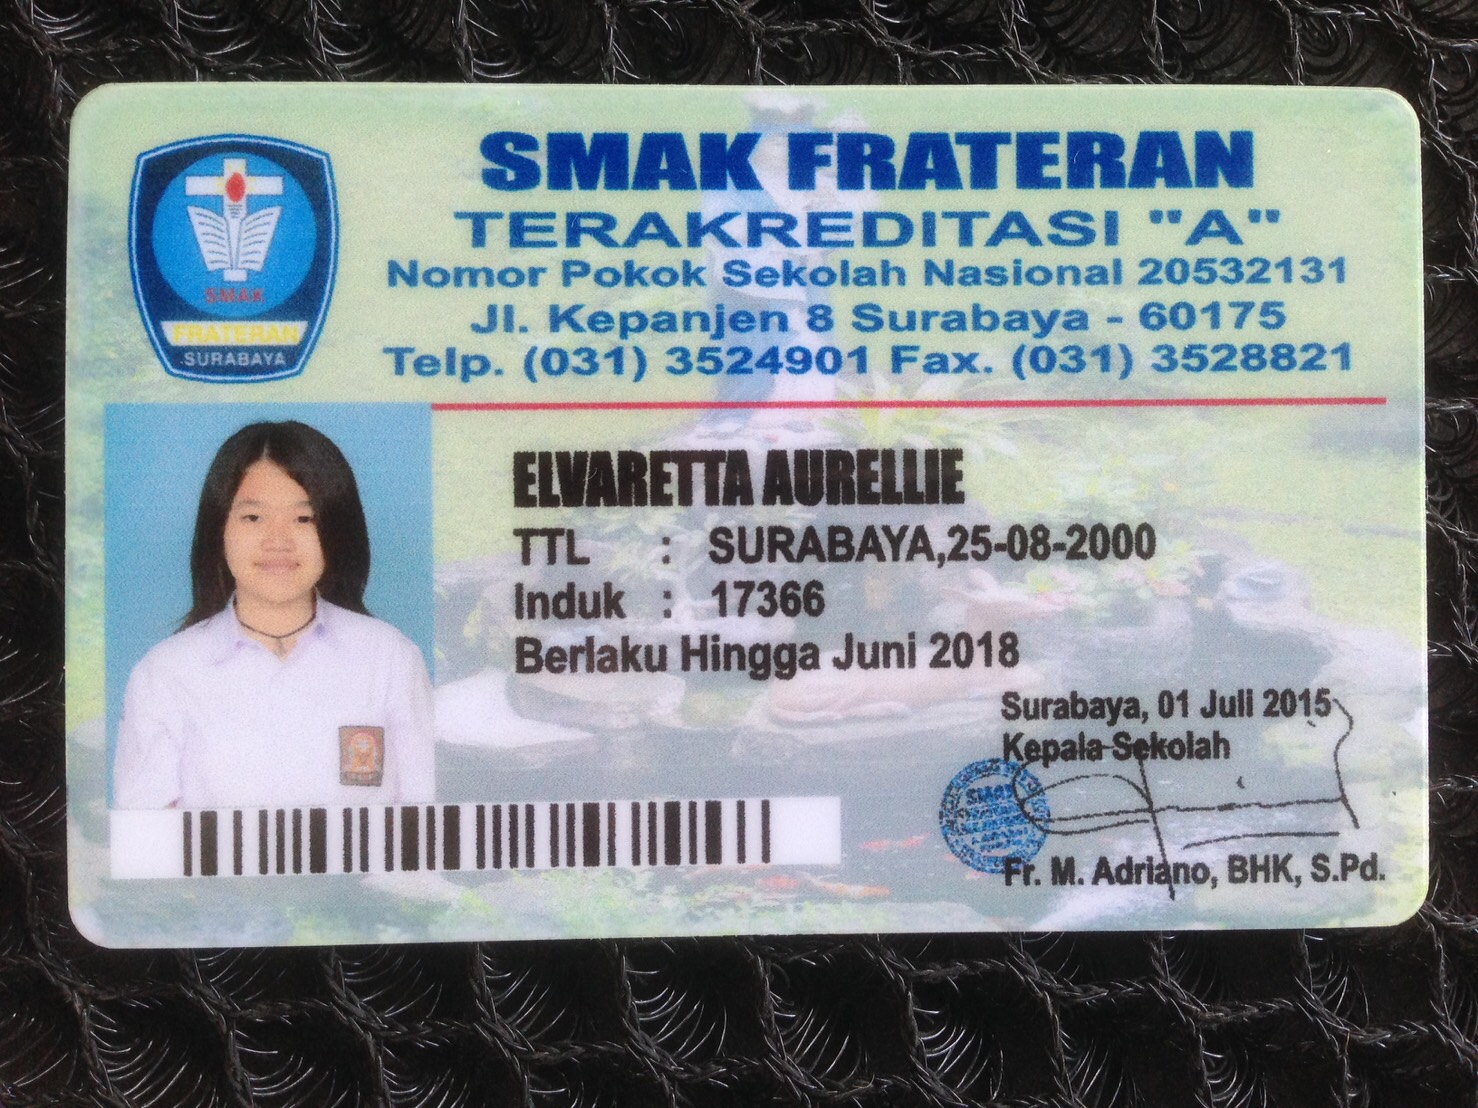 SMAK FRATERAN
TERAKREDITASI "A"
Nomor Pokok Sekolah Nasional 20532131
Jl. Kepanjen 8 Surabaya - 60175
Telp. (031) 3524901 Fax. (031) 3528821
SMAK
FRATERAN
SURABAYA
ELVARETTA AURELLIE
TTL : SURABAYA,25-08-2000
Induk : 17366
Berlaku Hingga Juni 2018
Surabaya, 01 Juli 2015
Kepala Sekolah
SMAK
Fr. M. Adriano, BHK, S.Pd.